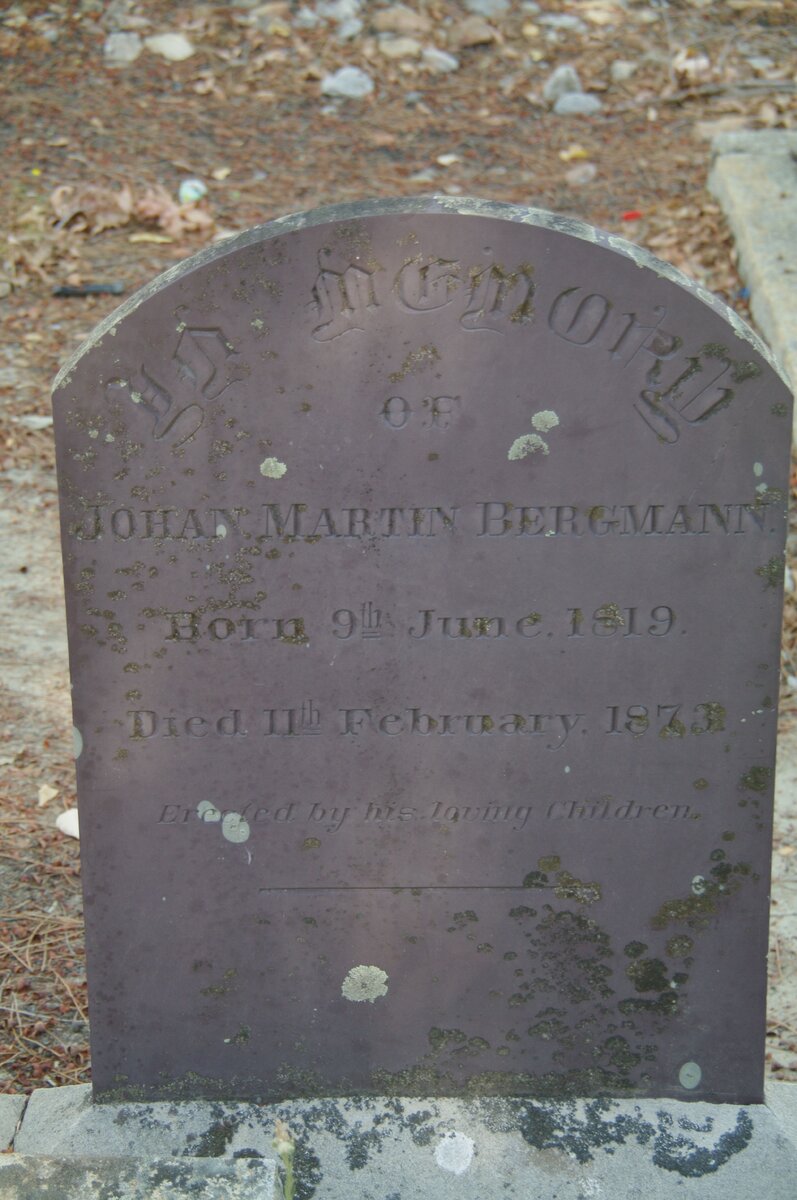 In Memory
OF
JOHAN MARTIN BERGMANN.
Born 9th June, 1819.
Died 11th February, 1873
Erected by his loving Children.